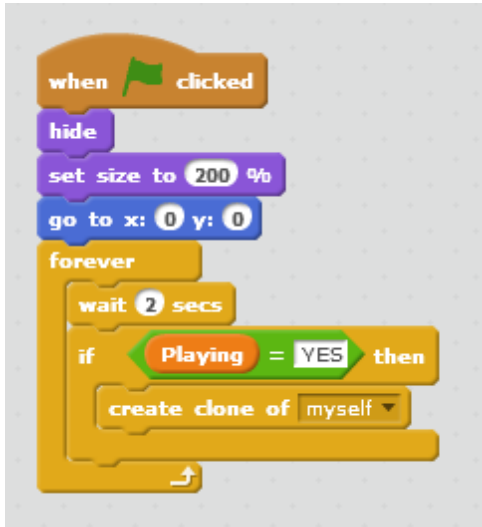 when clicked
hide
set size to 200 %
go to x: 0 y: 0
forever
wait 2 secs
if Playing = YES then
create clone of myself